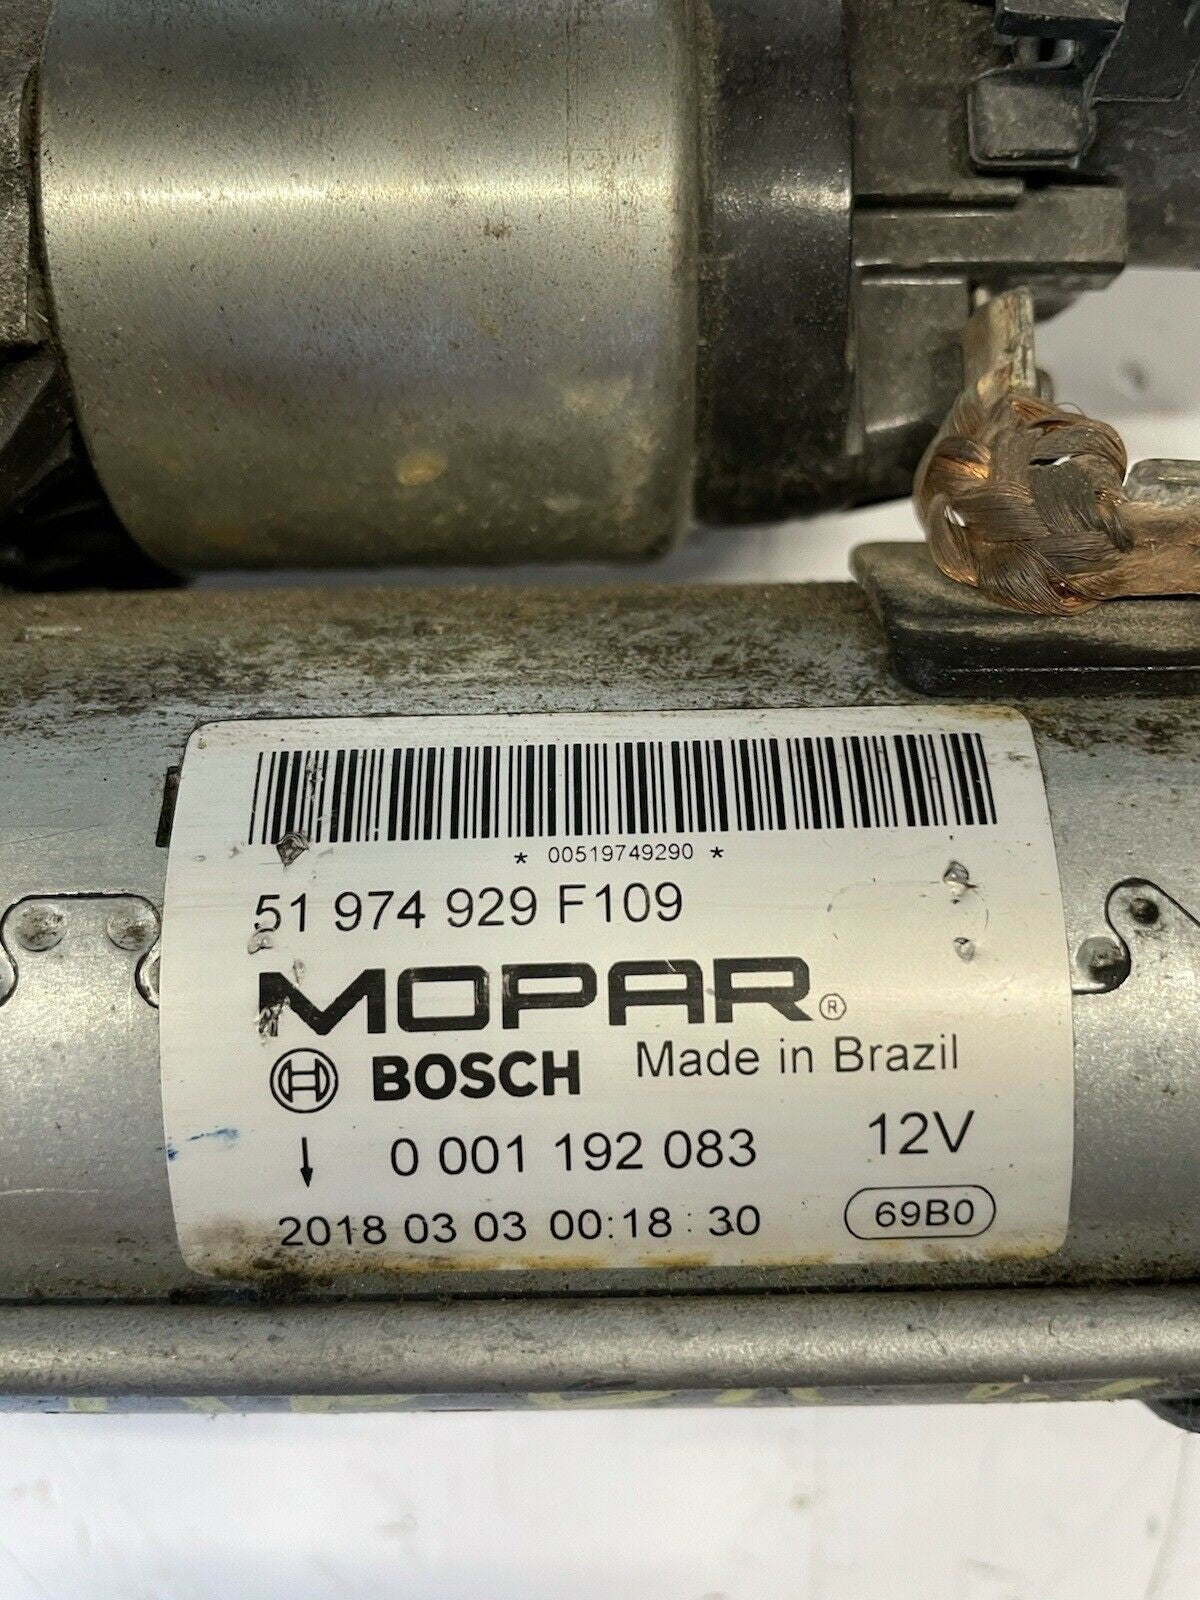 * 00519749290 *
51 974 929 F109
MOPAR®
BOSCH Made in Brazil
0 001 192 083 12V
2018 03 03 00:18:30 69B0